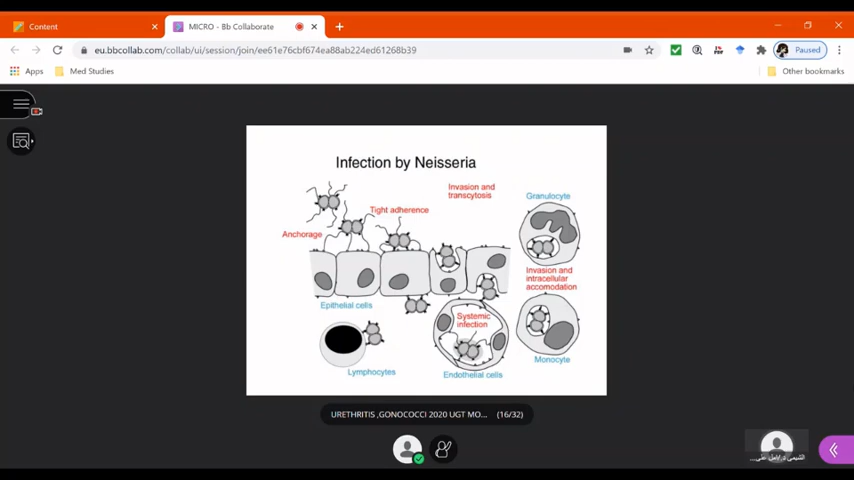 Content
MICRO - Bb Collaborate
eu.bbcollab.com/collab/ui/session/join/ee61e76cbf674ea88ab224ed61268b39
Paused
Apps
Med Studies
Other bookmarks
Infection by Neisseria
Invasion and
transcytosis
Granulocyte
Tight adherence
Anchorage
Invasion and
intracellular
accomodation
Epithelial cells
Systemic
infection
Monocyte
Lymphocytes
Endothelial cells
URETHRITIS ,GONOCOCCI 2020 UGT MO... (16/32)